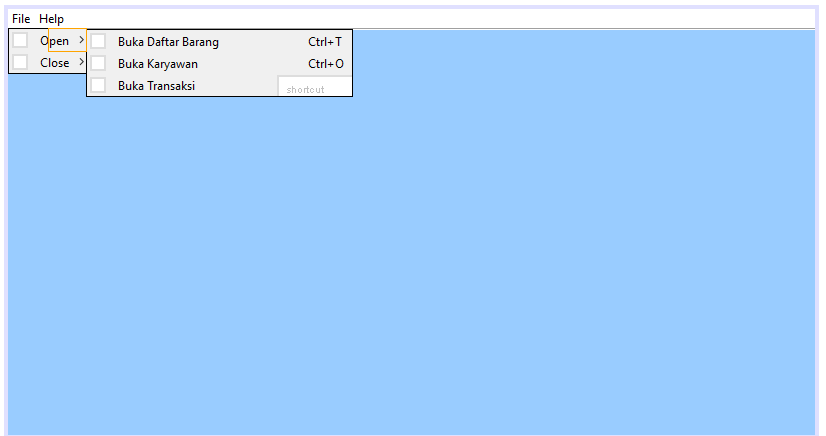 File Help
Open > Buka Daftar Barang Ctrl+T
Close > Buka Karyawan Ctrl+O
Buka Transaksi shortcut